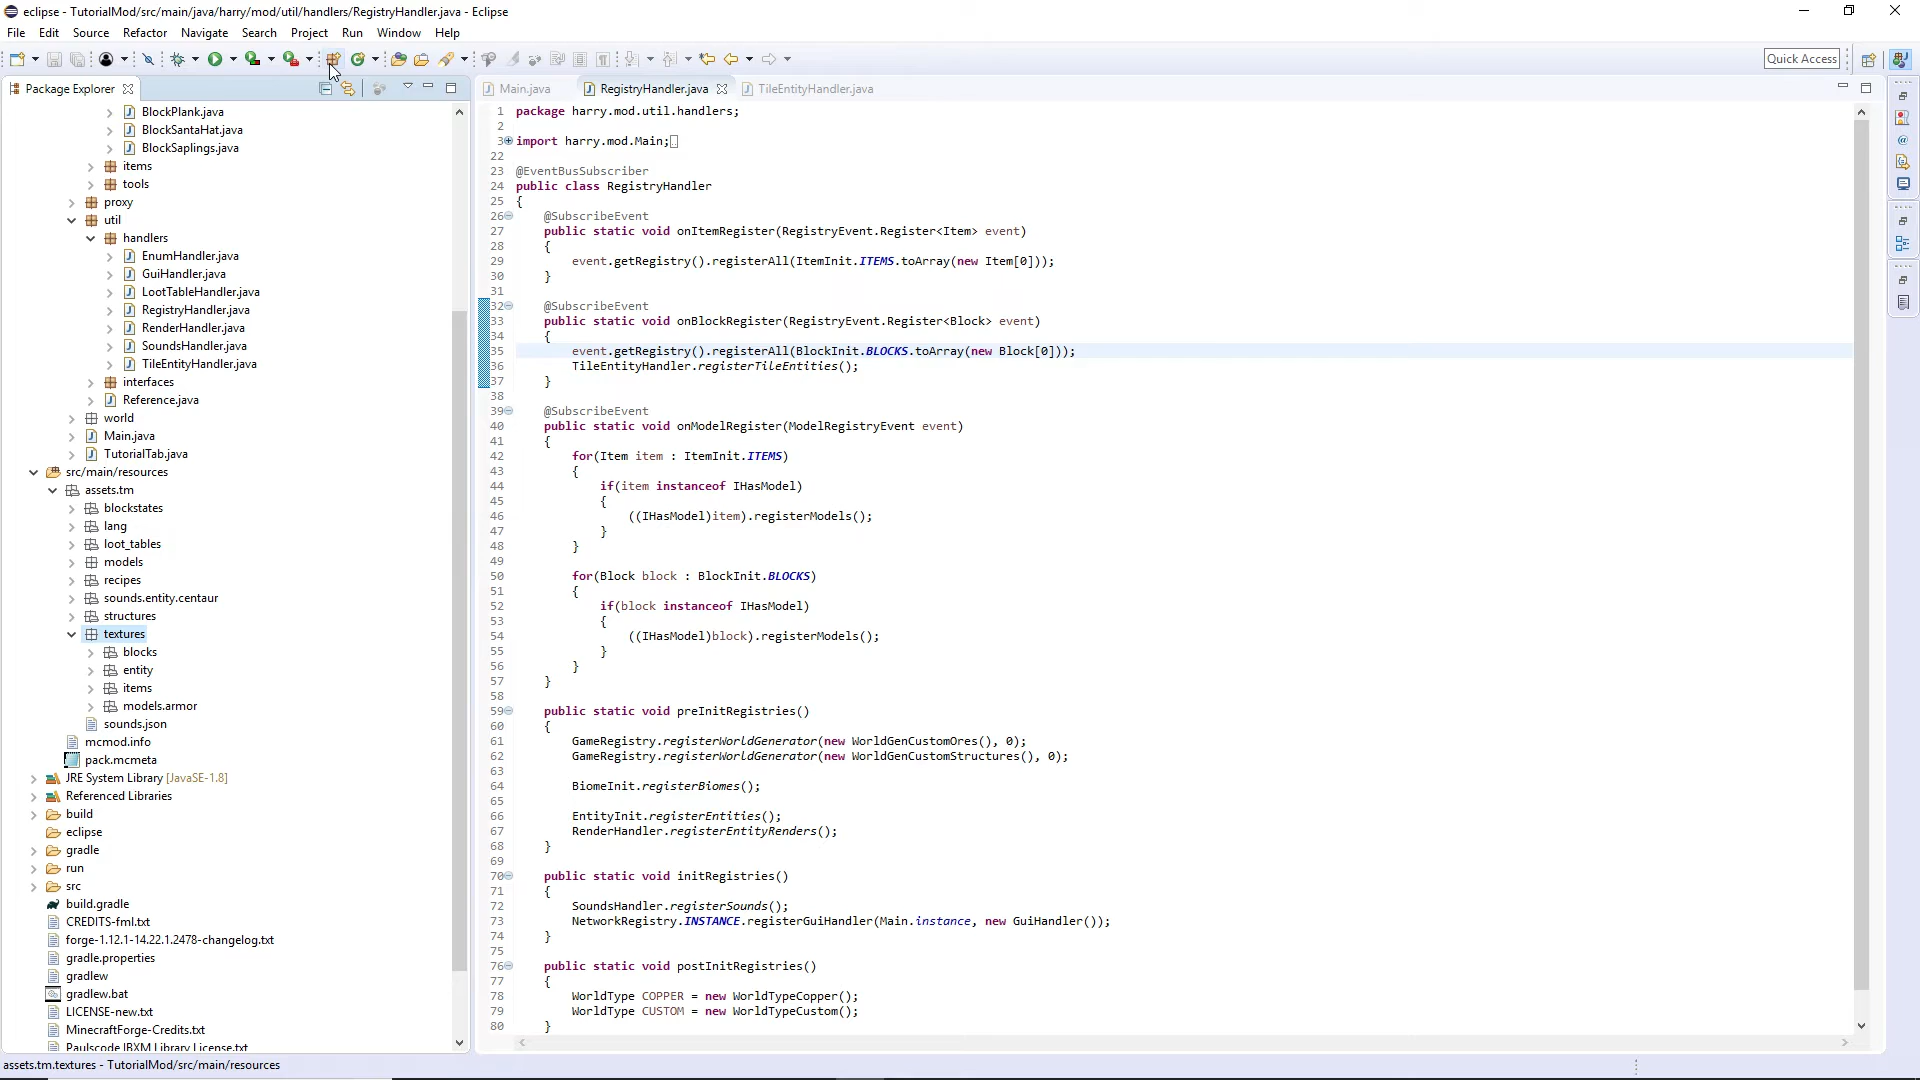 eclipse - TutorialMod/src/main/java/harry/mod/util/handlers/RegistryHandler.java - Eclipse
File Edit Source Refactor Navigate Search Project Run Window Help
Quick Access
Package Explorer
BlockPlank.java
BlockSantaHat.java
BlockSaplings.java
items
tools
proxy
util
handlers
EnumHandler.java
GuiHandler.java
LootTableHandler.java
RegistryHandler.java
RenderHandler.java
SoundsHandler.java
TileEntityHandler.java
interfaces
Reference.java
world
Main.java
TutorialTab.java
src/main/resources
assets.tm
blockstates
lang
loot_tables
models
recipes
sounds.entity.centaur
structures
textures
blocks
entity
items
models.armor
sounds.json
mcmod.info
pack.mcmeta
JRE System Library [JavaSE-1.8]
Referenced Libraries
build
eclipse
gradle
run
src
build.gradle
CREDITS-fml.txt
forge-1.12.1-14.22.1.2478-changelog.txt
gradle.properties
gradlew
gradlew.bat
LICENSE-new.txt
MinecraftForge-Credits.txt
Paulscode IBXM Library License.txt
Main.java RegistryHandler.java TileEntityHandler.java
1 package harry.mod.util.handlers;
2
3 import harry.mod.Main;
22
23 @EventBusSubscriber
24 public class RegistryHandler
25 {
26 @SubscribeEvent
27 public static void onItemRegister(RegistryEvent.Register<Item> event)
28 {
29 event.getRegistry().registerAll(ItemInit.ITEMS.toArray(new Item[0]));
30 }
31
32 @SubscribeEvent
33 public static void onBlockRegister(RegistryEvent.Register<Block> event)
34 {
35 event.getRegistry().registerAll(BlockInit.BLOCKS.toArray(new Block[0]));
36 TileEntityHandler.registerTileEntities();
37 }
38
39 @SubscribeEvent
40 public static void onModelRegister(ModelRegistryEvent event)
41 {
42 for(Item item : ItemInit.ITEMS)
43 {
44 if(item instanceof IHasModel)
45 {
46 ((IHasModel)item).registerModels();
47 }
48 }
49
50 for(Block block : BlockInit.BLOCKS)
51 {
52 if(block instanceof IHasModel)
53 {
54 ((IHasModel)block).registerModels();
55 }
56 }
57 }
58
59 public static void preInitRegistries()
60 {
61 GameRegistry.registerWorldGenerator(new WorldGenCustomOres(), 0);
62 GameRegistry.registerWorldGenerator(new WorldGenCustomStructures(), 0);
63
64 BiomeInit.registerBiomes();
65
66 EntityInit.registerEntities();
67 RenderHandler.registerEntityRenders();
68 }
69
70 public static void initRegistries()
71 {
72 SoundsHandler.registerSounds();
73 NetworkRegistry.INSTANCE.registerGuiHandler(Main.instance, new GuiHandler());
74 }
75
76 public static void postInitRegistries()
77 {
78 WorldType COPPER = new WorldTypeCopper();
79 WorldType CUSTOM = new WorldTypeCustom();
80 }
assets.tm.textures - TutorialMod/src/main/resources